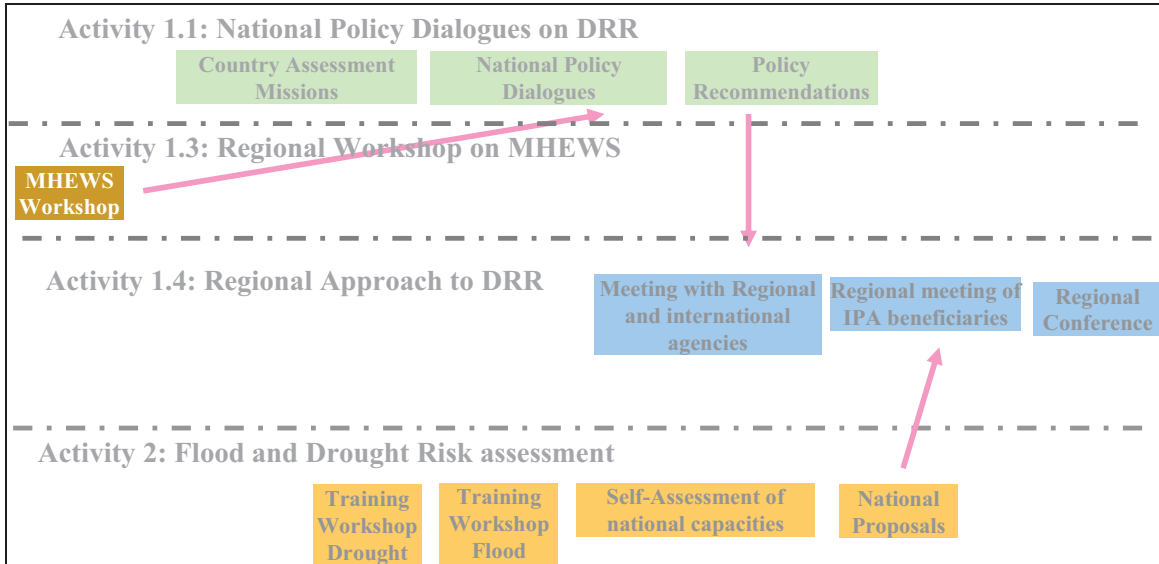 Activity 1.1: National Policy Dialogues on DRR
Country Assessment
Missions
National Policy
Dialogues
Policy
Recommendations
Activity 1.3: Regional Workshop on MHEWS
MHEWS
Workshop
Activity 1.4: Regional Approach to DRR
Meeting with Regional
and international
agencies
Regional meeting of
IPA beneficiaries
Regional
Conference
Activity 2: Flood and Drought Risk assessment
Training
Workshop
Drought
Training
Workshop
Flood
Self-Assessment of
national capacities
National
Proposals